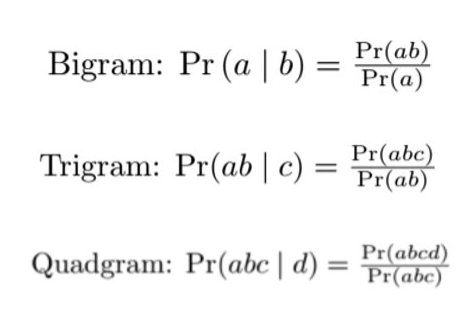 Bigram: Pr (a | b) = Pr(ab)/Pr(a)
Trigram: Pr(ab | c) = Pr(abc)/Pr(ab)
Quadgram: Pr(abc | d) = Pr(abcd)/Pr(abc)